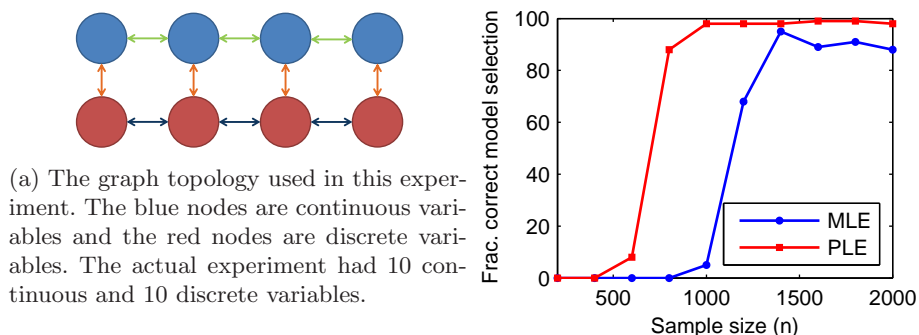 (a) The graph topology used in this exper-
iment. The blue nodes are continuous vari-
ables and the red nodes are discrete vari-
ables. The actual experiment had 10 con-
tinuous and 10 discrete variables.
Frac. correct model selection
100
80
60
40
20
0
MLE
PLE
500 1000 1500 2000
Sample size (n)